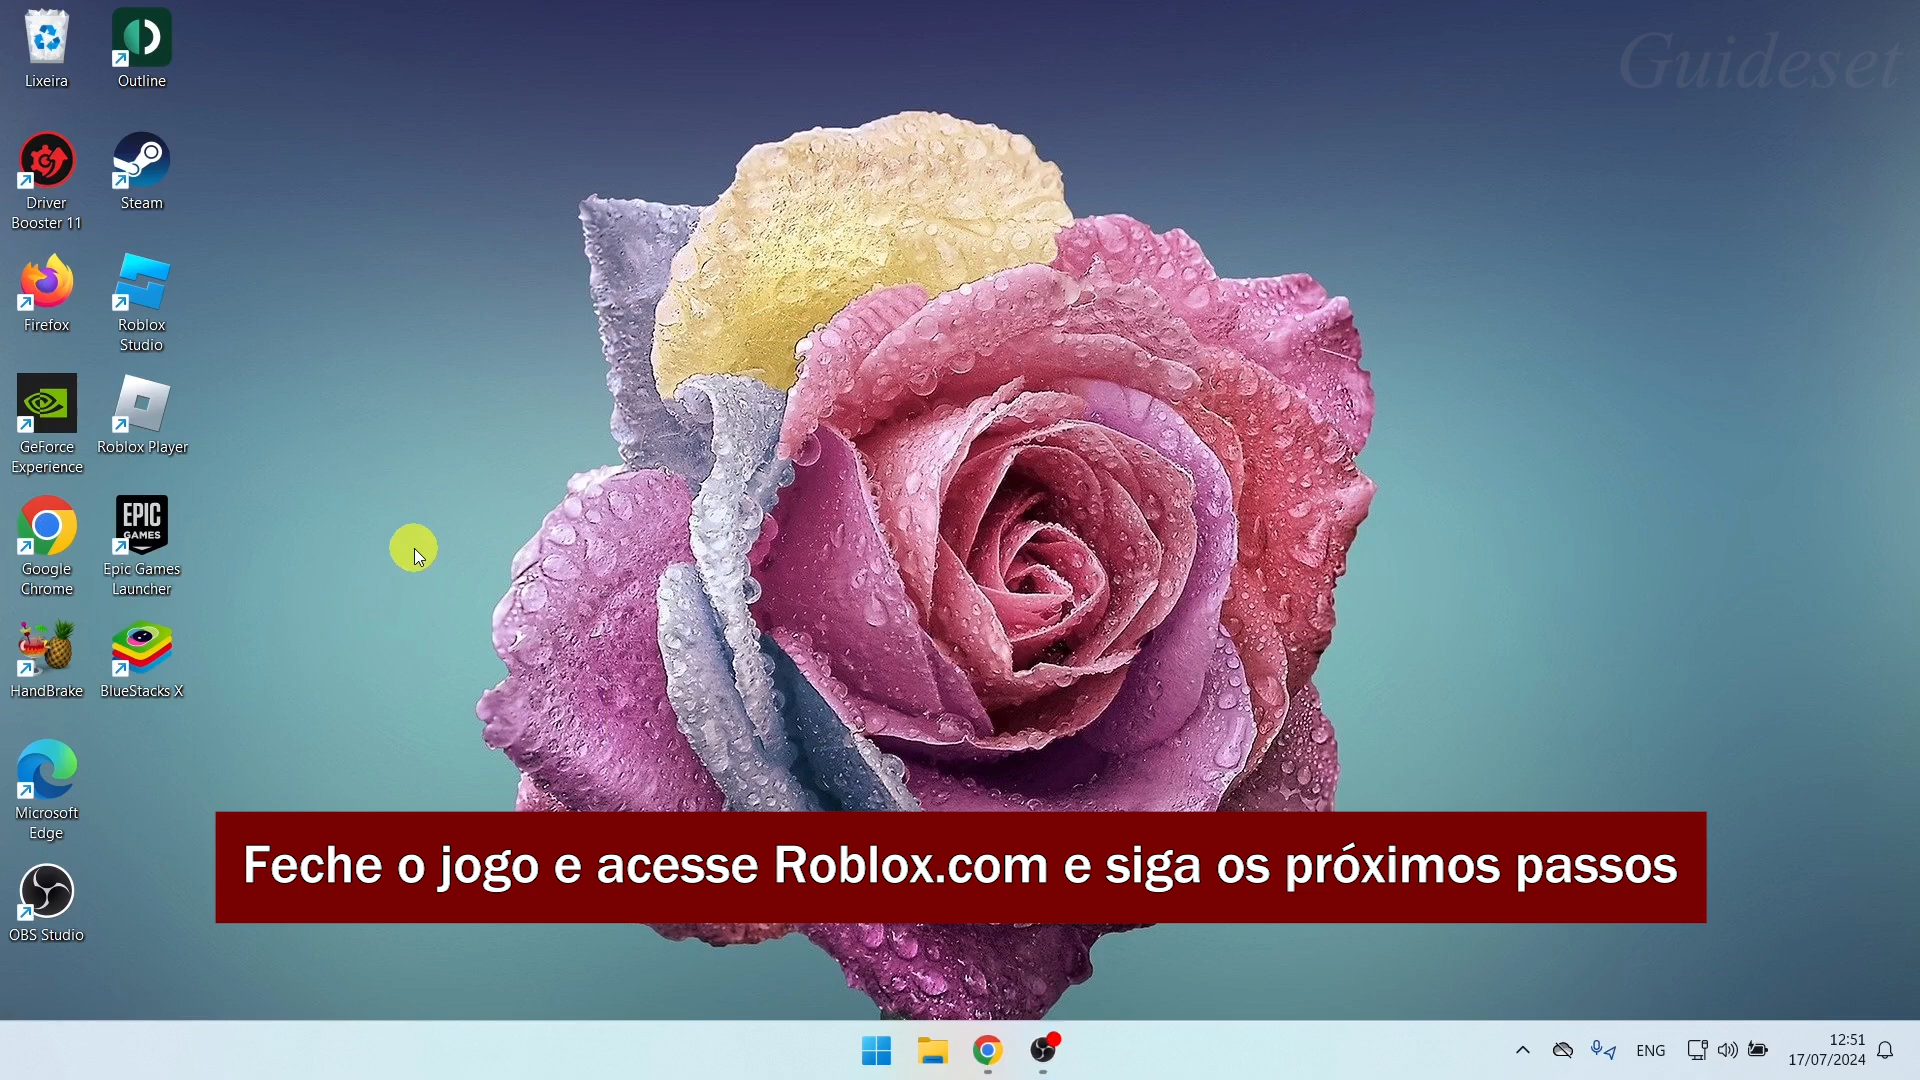 Guideset
Lixeira
Outline
Driver
Booster 11
Steam
Firefox
Roblox
Studio
GeForce
Experience
Roblox Player
Google
Chrome
EPIC
GAMES
Epic Games
Launcher
HandBrake
BlueStacks X
Microsoft
Edge
OBS Studio
Feche o jogo e acesse Roblox.com e siga os próximos passos
ENG
12:51
17/07/2024